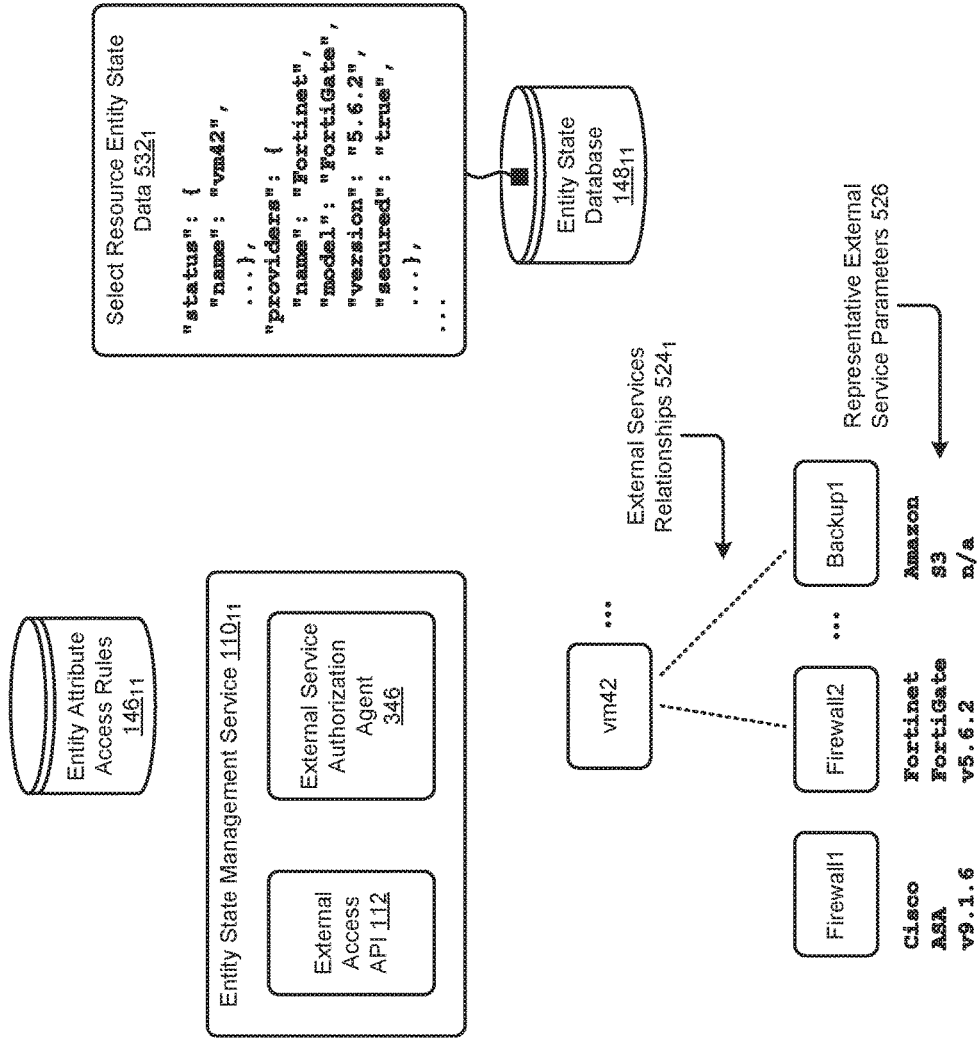 Entity Attribute
Access Rules
146₁₁
Entity State Management Service 110₁₁
External
Access
API 112
External Service
Authorization
Agent
346
Select Resource Entity State
Data 532₁
"status": {
"name": "vm42",
...},
"providers": {
"name": "Fortinet",
"model": "FortiGate",
"version": "5.6.2",
"secured": "true",
...},
...
Entity State
Database
148₁₁
vm42
...
External Services
Relationships 524₁
Firewall1
Firewall2
...
Backup1
Representative External
Service Parameters 526
Cisco
ASA
v9.1.6
Fortinet
FortiGate
v5.6.2
Amazon
S3
n/a